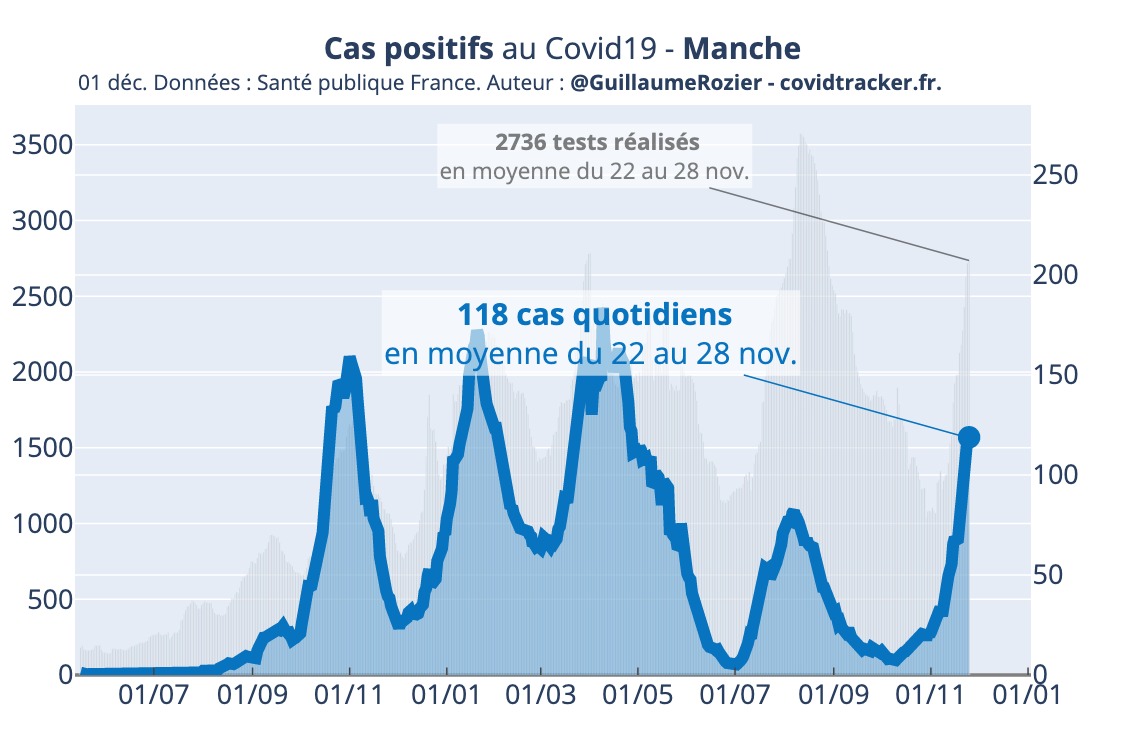 Cas positifs au Covid19 - Manche
01 déc. Données : Santé publique France. Auteur : @GuillaumeRozier - covidtracker.fr.
2736 tests réalisés
en moyenne du 22 au 28 nov.
118 cas quotidiens
en moyenne du 22 au 28 nov.
3500
3000
2500
2000
1500
1000
500
0
250
200
150
100
50
0
01/07 01/09 01/11 01/01 01/03 01/05 01/07 01/09 01/11 01/01